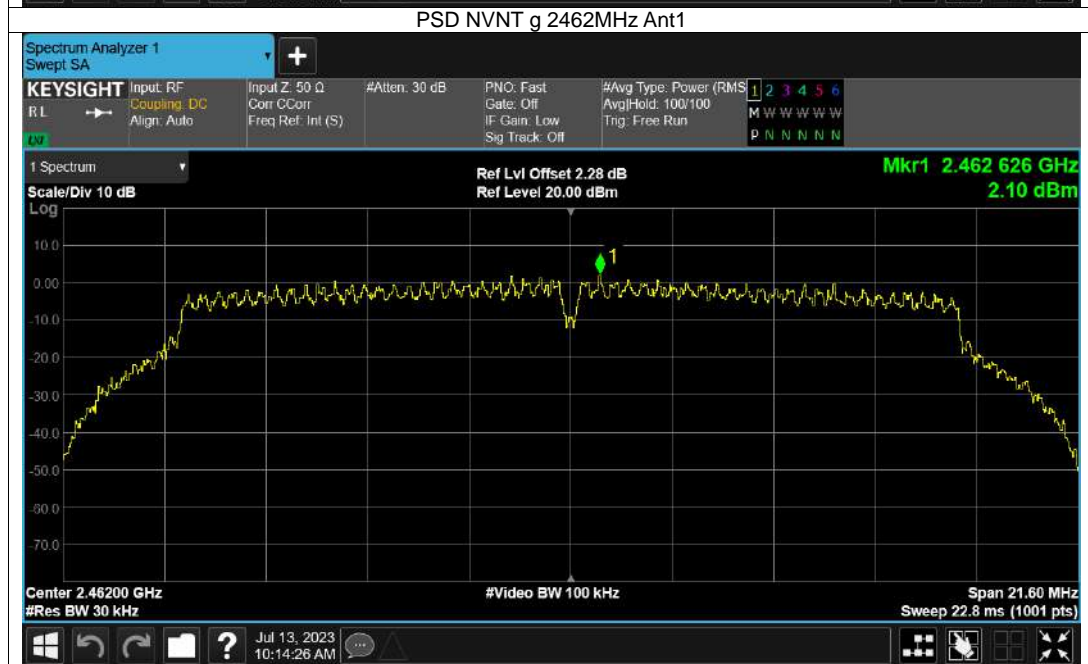 PSD NVNT g 2462MHz Ant1
Spectrum Analyzer 1
Swept SA
+
KEYSIGHT
RL
LXI
Input: RF
Coupling: DC
Align: Auto
Input Z: 50 Ω
Corr CCorr
Freq Ref: Int (S)
#Atten: 30 dB
PNO: Fast
Gate: Off
IF Gain: Low
Sig Track: Off
#Avg Type: Power (RMS
Avg|Hold: 100/100
Trig: Free Run
1 2 3 4 5 6
M W W W W W
P N N N N N
1 Spectrum
Scale/Div 10 dB
Log
Ref Lvl Offset 2.28 dB
Ref Level 20.00 dBm
Mkr1 2.462 626 GHz
2.10 dBm
1
10.0
0.00
-10.0
-20.0
-30.0
-40.0
-50.0
-60.0
-70.0
Center 2.46200 GHz
#Res BW 30 kHz
#Video BW 100 kHz
Span 21.60 MHz
Sweep 22.8 ms (1001 pts)
?
Jul 13, 2023
10:14:26 AM